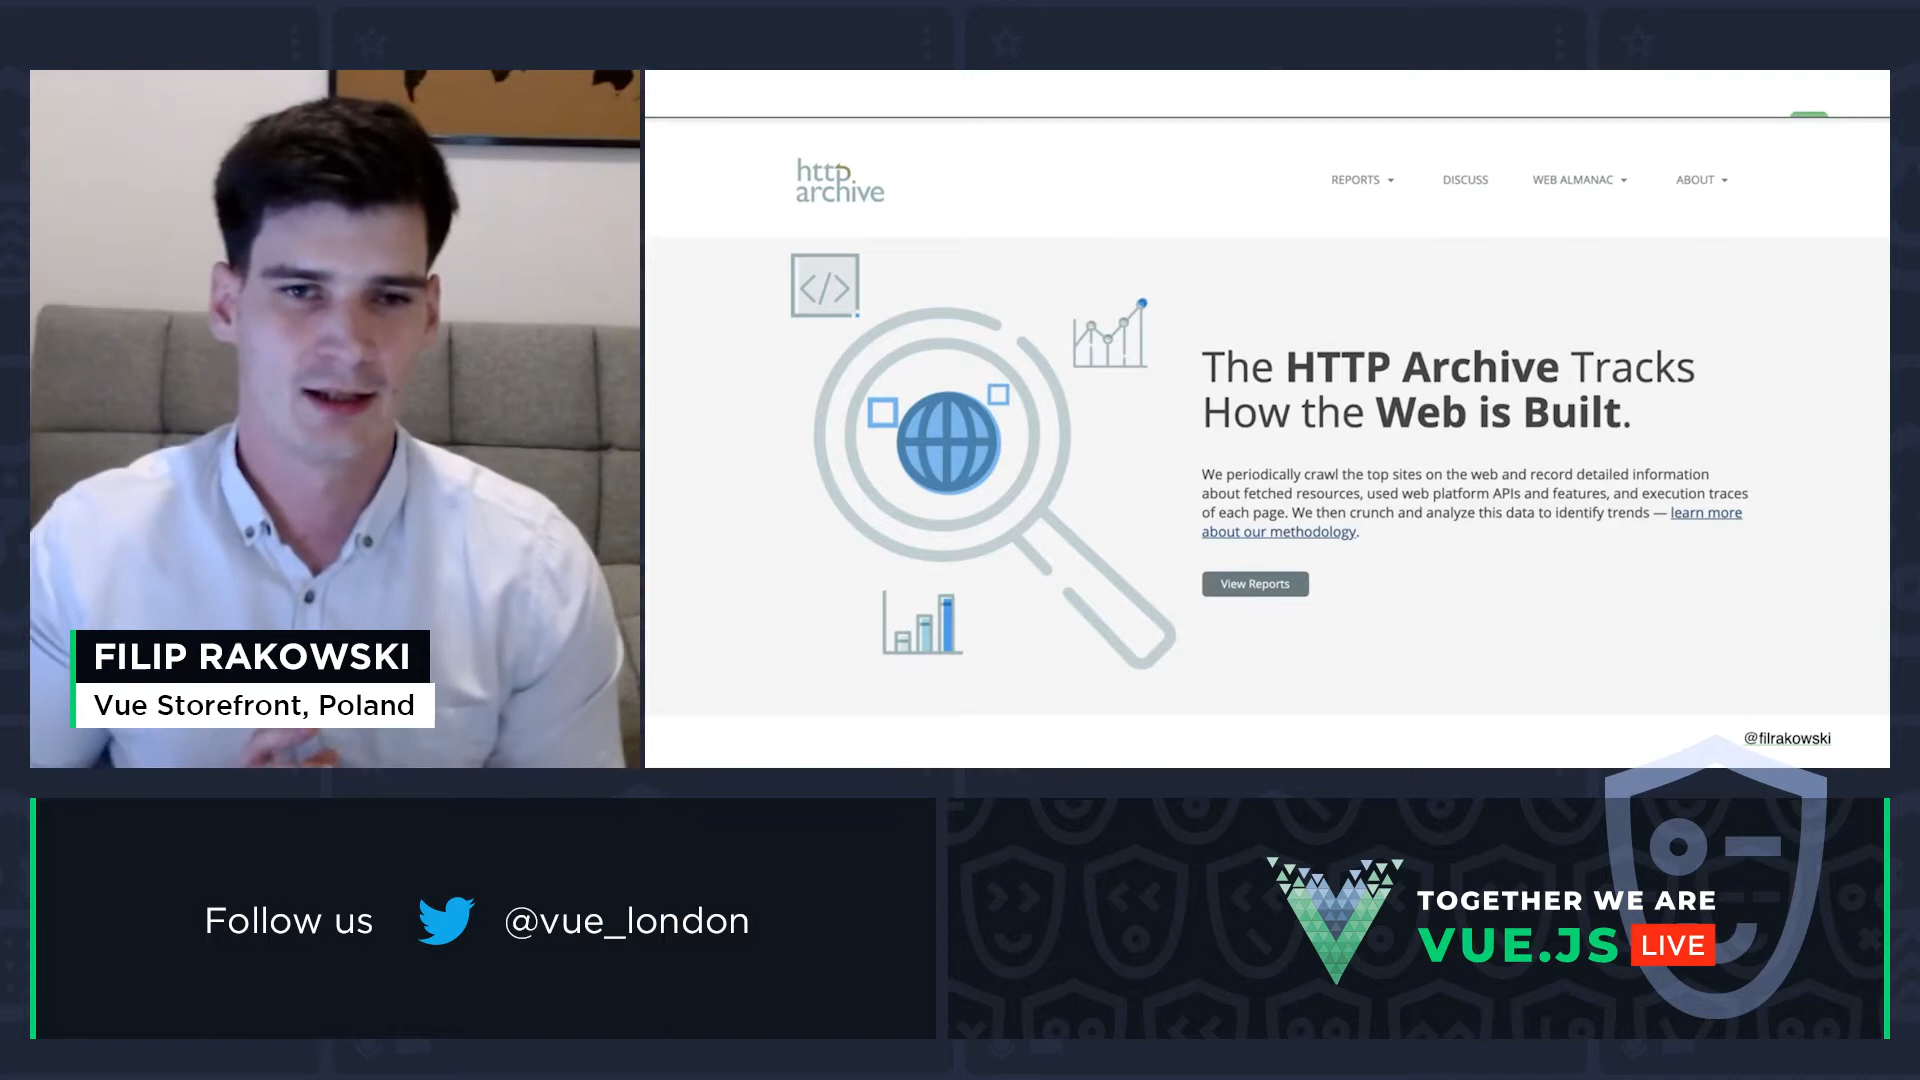 FILIP RAKOWSKI
Vue Storefront, Poland
http
archive
REPORTS
DISCUSS
WEB ALMANAC
ABOUT
</>
The HTTP Archive Tracks
How the Web is Built.
We periodically crawl the top sites on the web and record detailed information
about fetched resources, used web platform APIs and features, and execution traces
of each page. We then crunch and analyze this data to identify trends — learn more
about our methodology.
View Reports
@filrakowski
Follow us
@vue_london
TOGETHER WE ARE
VUE.JS LIVE